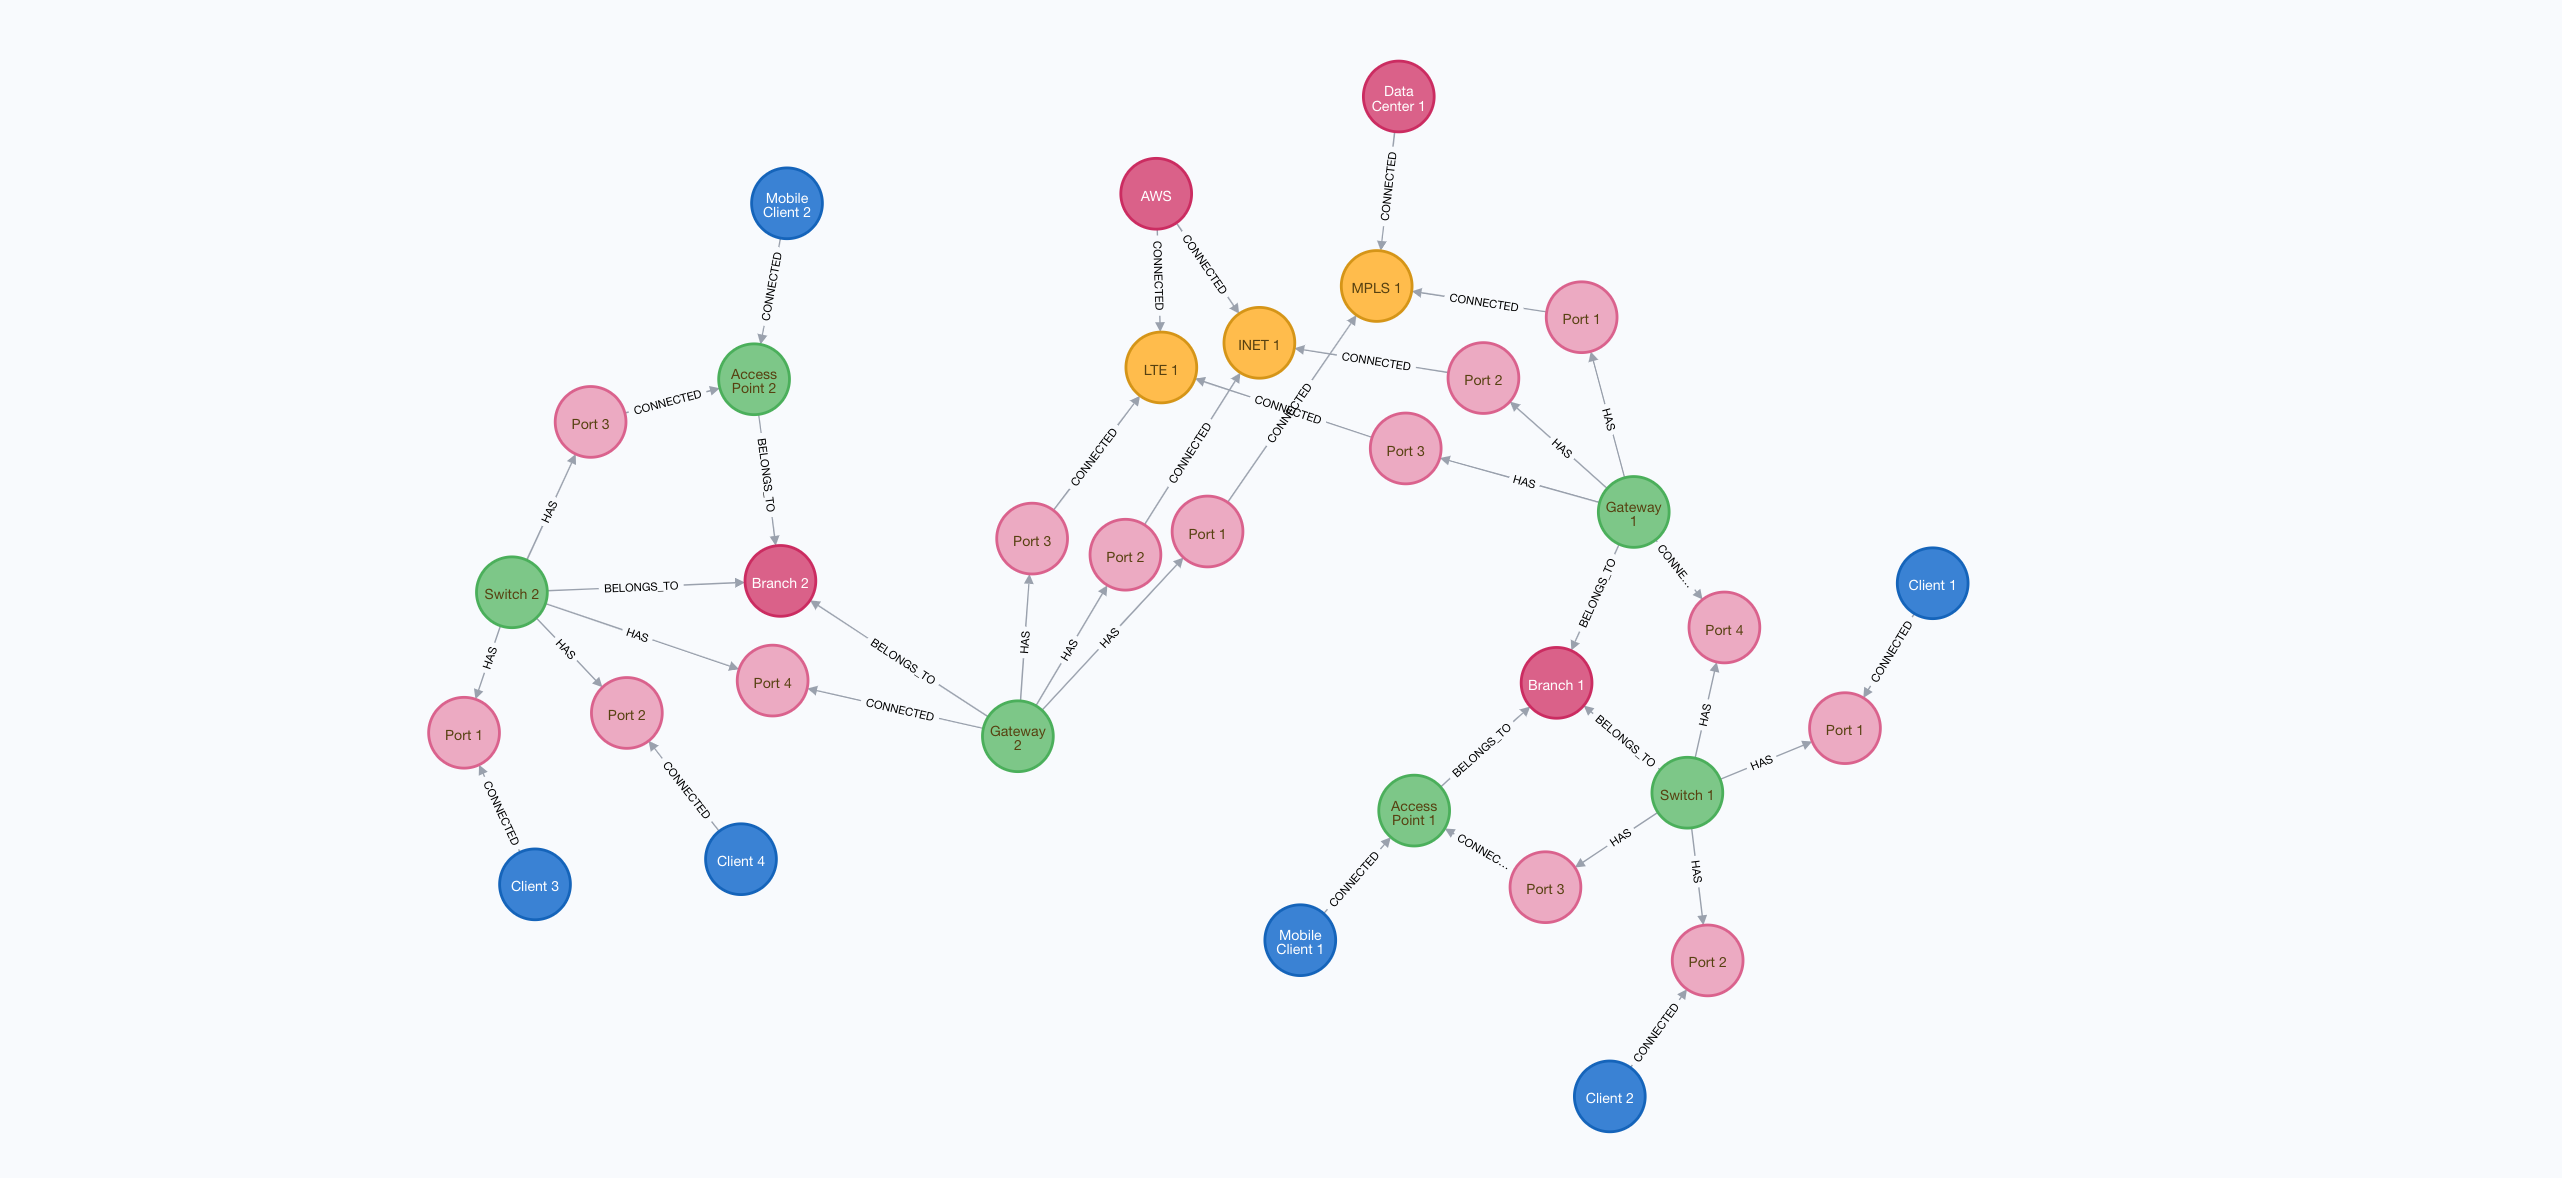 Data
Center 1
CONNECTED
AWS
Mobile
Client 2
CONNECTED
CONNECTED
CONNECTED
MPLS 1
CONNECTED
Port 1
INET 1
CONNECTED
LTE 1
Port 2
Access
Point 2
CONNECTED
Port 3
CONNECTED
CONNECTED
HAS
Port 3
HAS
BELONGS_TO
CONNECTED
CONNECTED
HAS
HAS
Gateway
1
Port 3
Port 2
Port 1
CONNE...
BELONGS_TO
Client 1
Switch 2
BELONGS_TO
Branch 2
HAS
HAS
HAS
HAS
HAS
HAS
BELONGS_TO
Port 4
CONNECTED
Branch 1
Port 4
CONNECTED
Port 1
Port 2
CONNECTED
Gateway
2
HAS
BELONGS_TO
BELONGS_TO
Port 1
HAS
Switch 1
CONNECTED
CONNECTED
Access
Point 1
HAS
CONNEC...
HAS
Client 3
Client 4
CONNECTED
Port 3
Mobile
Client 1
Port 2
CONNECTED
Client 2